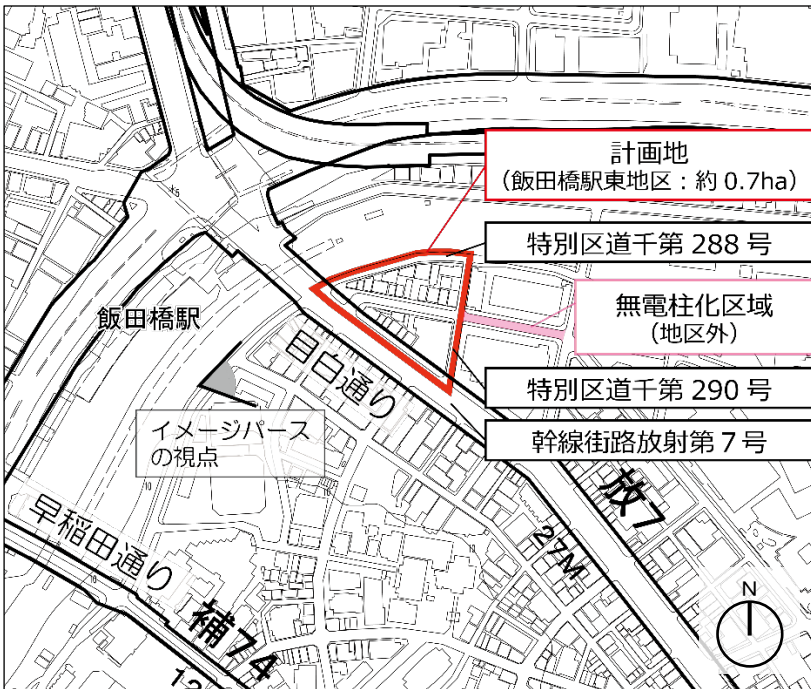 計画地
(飯田橋駅東地区：約 0.7ha)
特別区道千第 288 号
無電柱化区域
(地区外)
飯田橋駅
目白通り
特別区道千第 290 号
イメージパース
の視点
幹線街路放射第 7 号
放7
早稲田通り
27M
補74
N